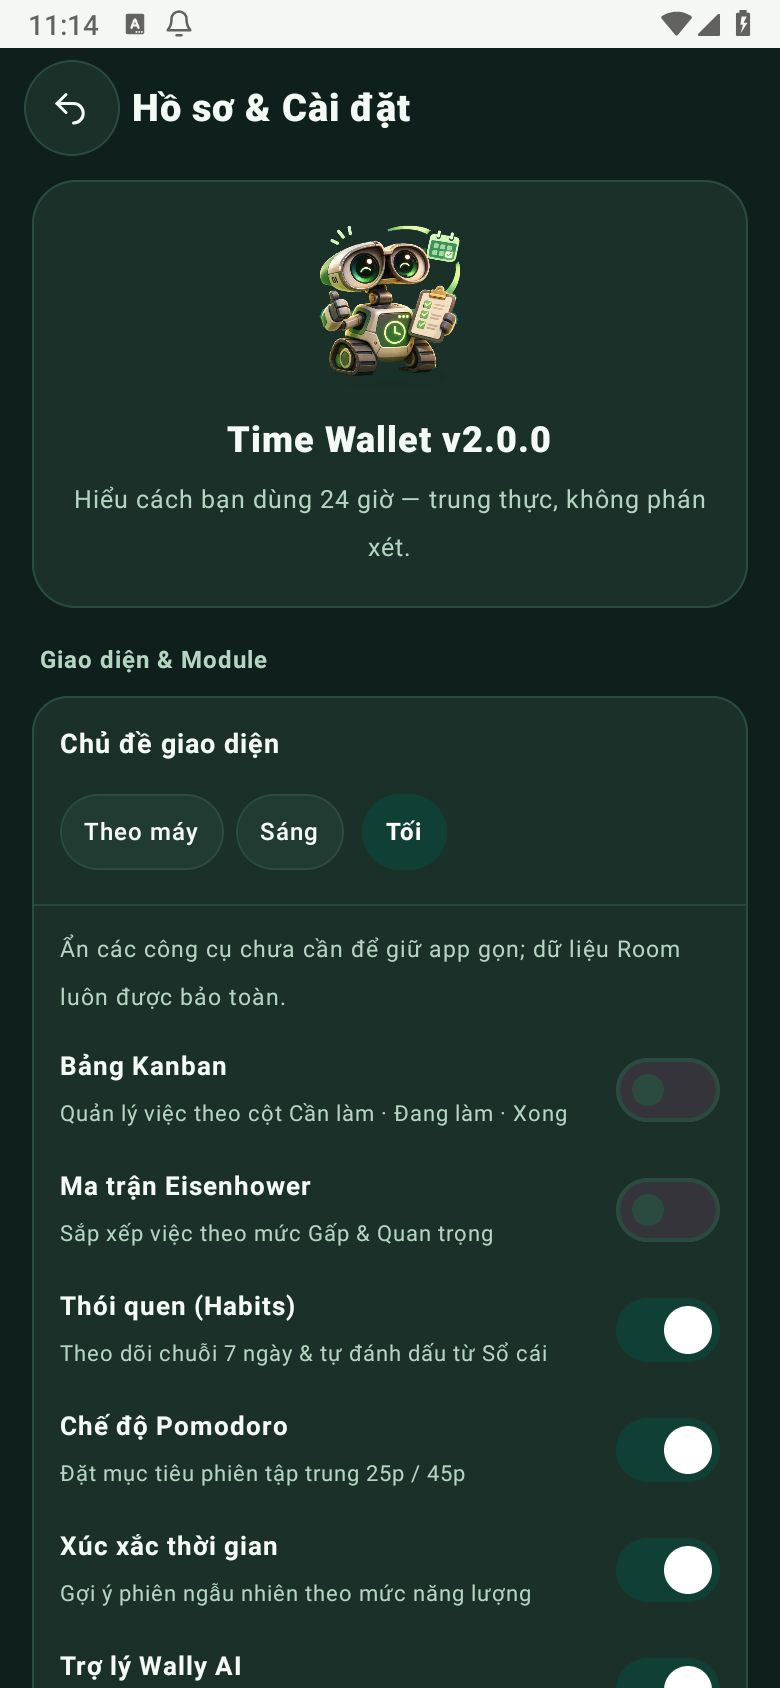 11:14
Hồ sơ & Cài đặt
Time Wallet v2.0.0
Hiểu cách bạn dùng 24 giờ — trung thực, không phán
xét.
Giao diện & Module
Chủ đề giao diện
Theo máy
Sáng
Tối
Ẩn các công cụ chưa cần để giữ app gọn; dữ liệu Room
luôn được bảo toàn.
Bảng Kanban
Quản lý việc theo cột Cần làm · Đang làm · Xong
Ma trận Eisenhower
Sắp xếp việc theo mức Gấp & Quan trọng
Thói quen (Habits)
Theo dõi chuỗi 7 ngày & tự đánh dấu từ Sổ cái
Chế độ Pomodoro
Đặt mục tiêu phiên tập trung 25p / 45p
Xúc xắc thời gian
Gợi ý phiên ngẫu nhiên theo mức năng lượng
Trợ lý Wally AI